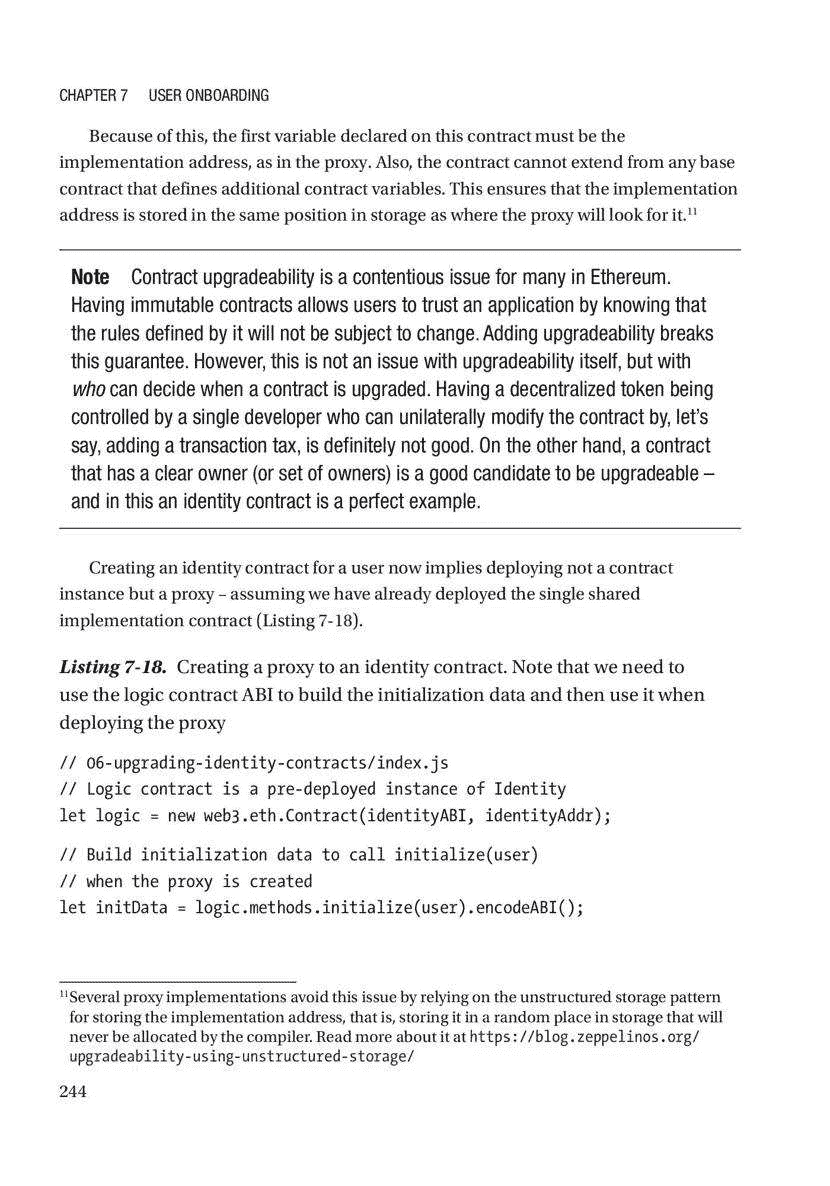 CHAPTER 7 USER ONBOARDING
Because of this, the first variable declared on this contract must be the
implementation address, as in the proxy. Also, the contract cannot extend from any base
contract that defines additional contract variables. This ensures that the implementation
address is stored in the same position in storage as where the proxy will look for it.¹¹
Note Contract upgradeability is a contentious issue for many in Ethereum.
Having immutable contracts allows users to trust an application by knowing that
the rules defined by it will not be subject to change. Adding upgradeability breaks
this guarantee. However, this is not an issue with upgradeability itself, but with
who can decide when a contract is upgraded. Having a decentralized token being
controlled by a single developer who can unilaterally modify the contract by, let’s
say, adding a transaction tax, is definitely not good. On the other hand, a contract
that has a clear owner (or set of owners) is a good candidate to be upgradeable –
and in this an identity contract is a perfect example.
Creating an identity contract for a user now implies deploying not a contract
instance but a proxy – assuming we have already deployed the single shared
implementation contract (Listing 7-18).
Listing 7-18. Creating a proxy to an identity contract. Note that we need to
use the logic contract ABI to build the initialization data and then use it when
deploying the proxy
// 06-upgrading-identity-contracts/index.js
// Logic contract is a pre-deployed instance of Identity
let logic = new web3.eth.Contract(identityABI, identityAddr);
// Build initialization data to call initialize(user)
// when the proxy is created
let initData = logic.methods.initialize(user).encodeABI();
¹¹Several proxy implementations avoid this issue by relying on the unstructured storage pattern
for storing the implementation address, that is, storing it in a random place in storage that will
never be allocated by the compiler. Read more about it at https://blog.zeppelinos.org/
upgradeability-using-unstructured-storage/
244